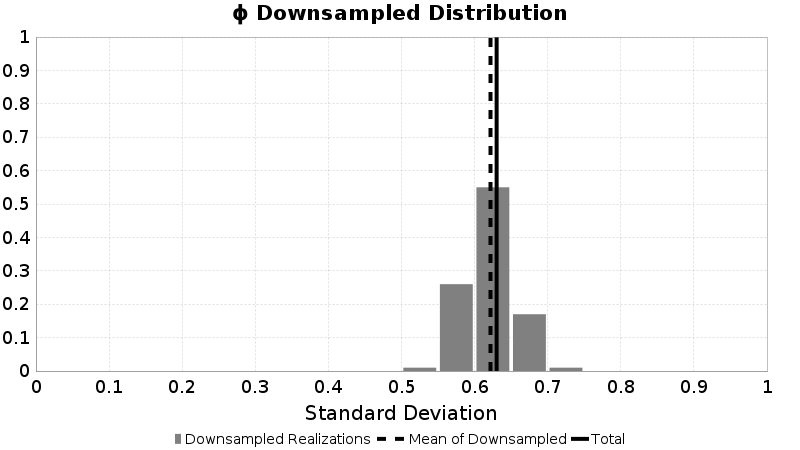 ϕ Downsampled Distribution
1
0.9
0.8
0.7
0.6
0.5
0.4
0.3
0.2
0.1
0
0 0.1 0.2 0.3 0.4 0.5 0.6 0.7 0.8 0.9 1
Standard Deviation
Downsampled Realizations Mean of Downsampled Total